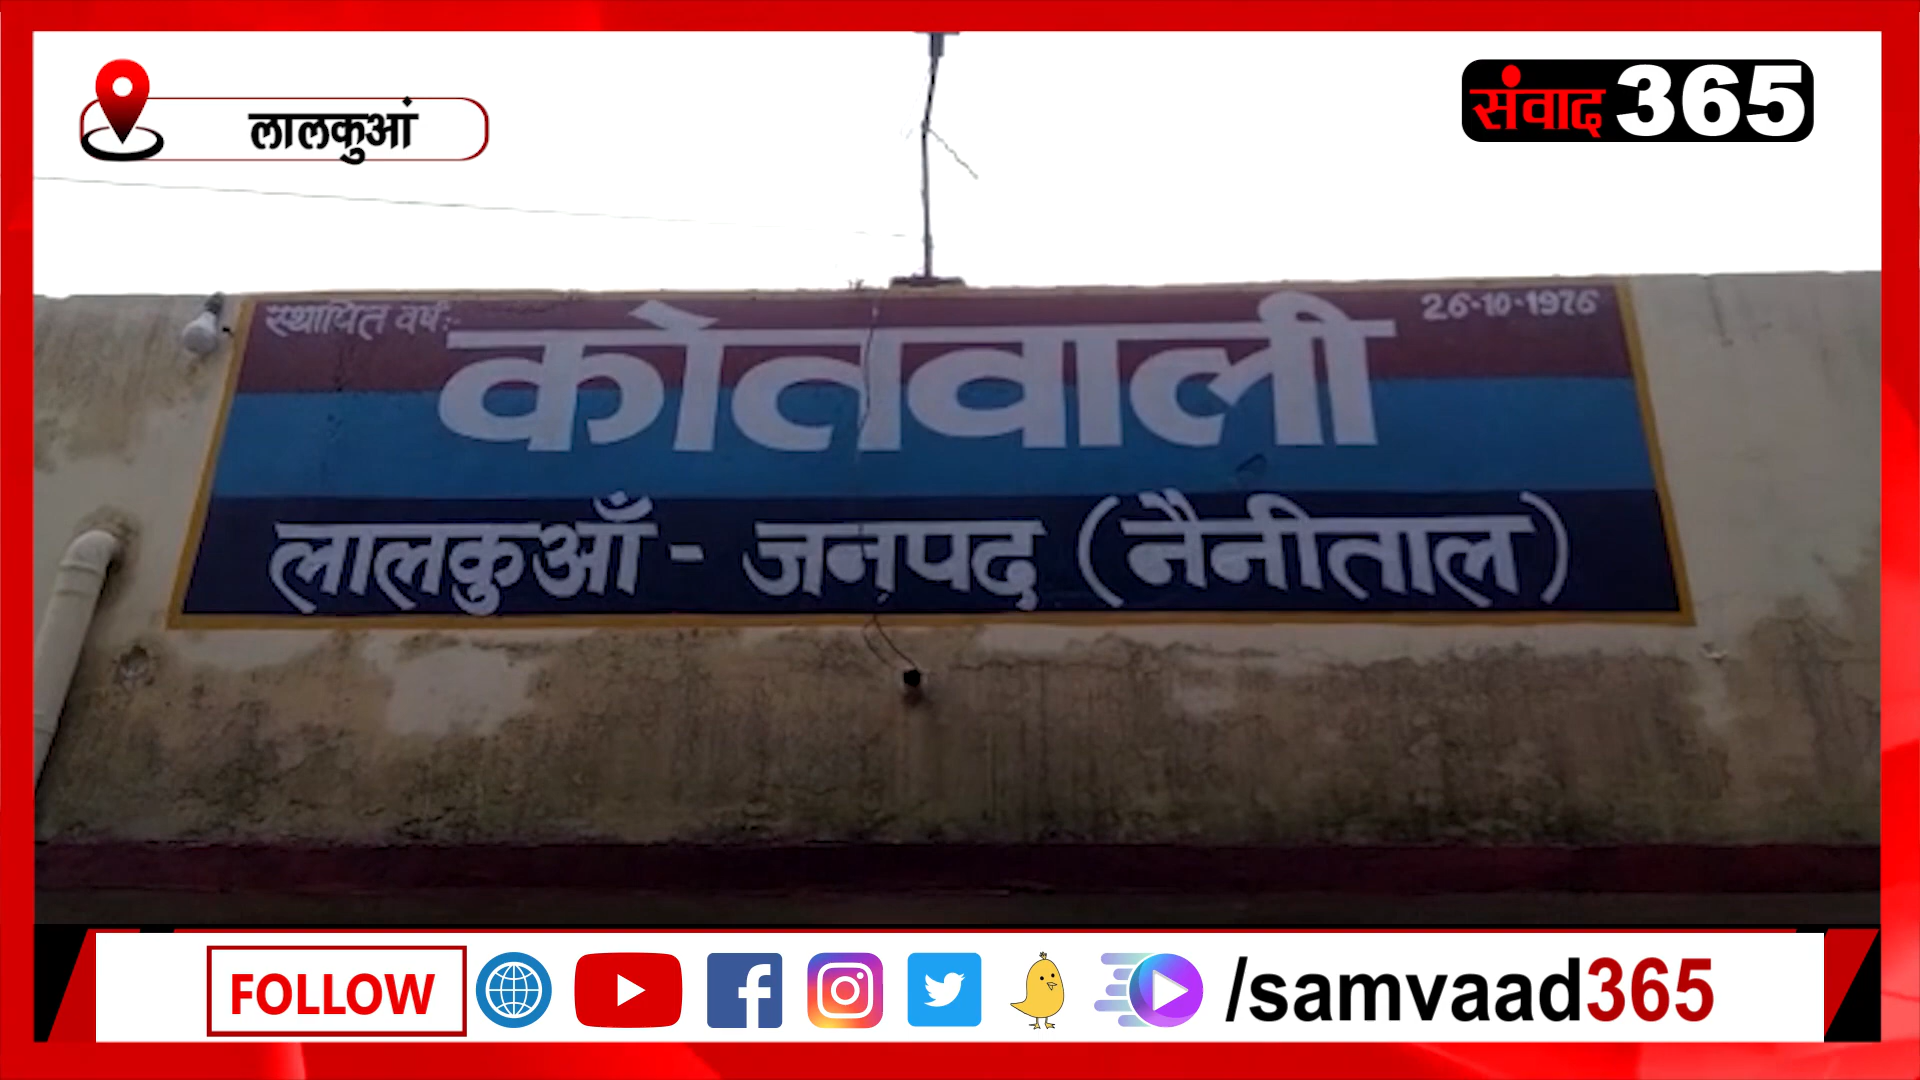 लालकुआं
संवाद365
स्थापित वर्ष:- 26-10-1976
कोतवाली
लालकुआँ - जनपद (नैनीताल)
FOLLOW /samvaad365